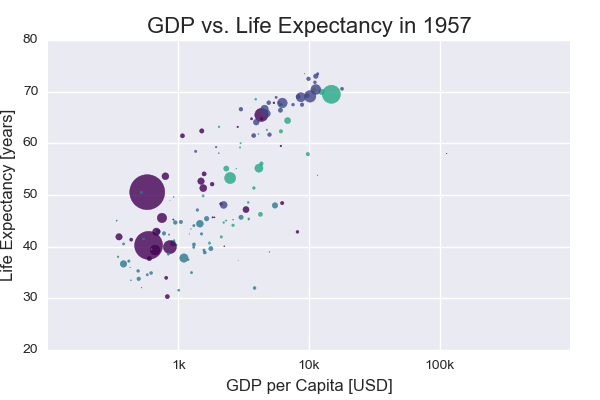 GDP vs. Life Expectancy in 1957
80
70
60
50
40
30
20
Life Expectancy [years]
1k
10k
100k
GDP per Capita [USD]